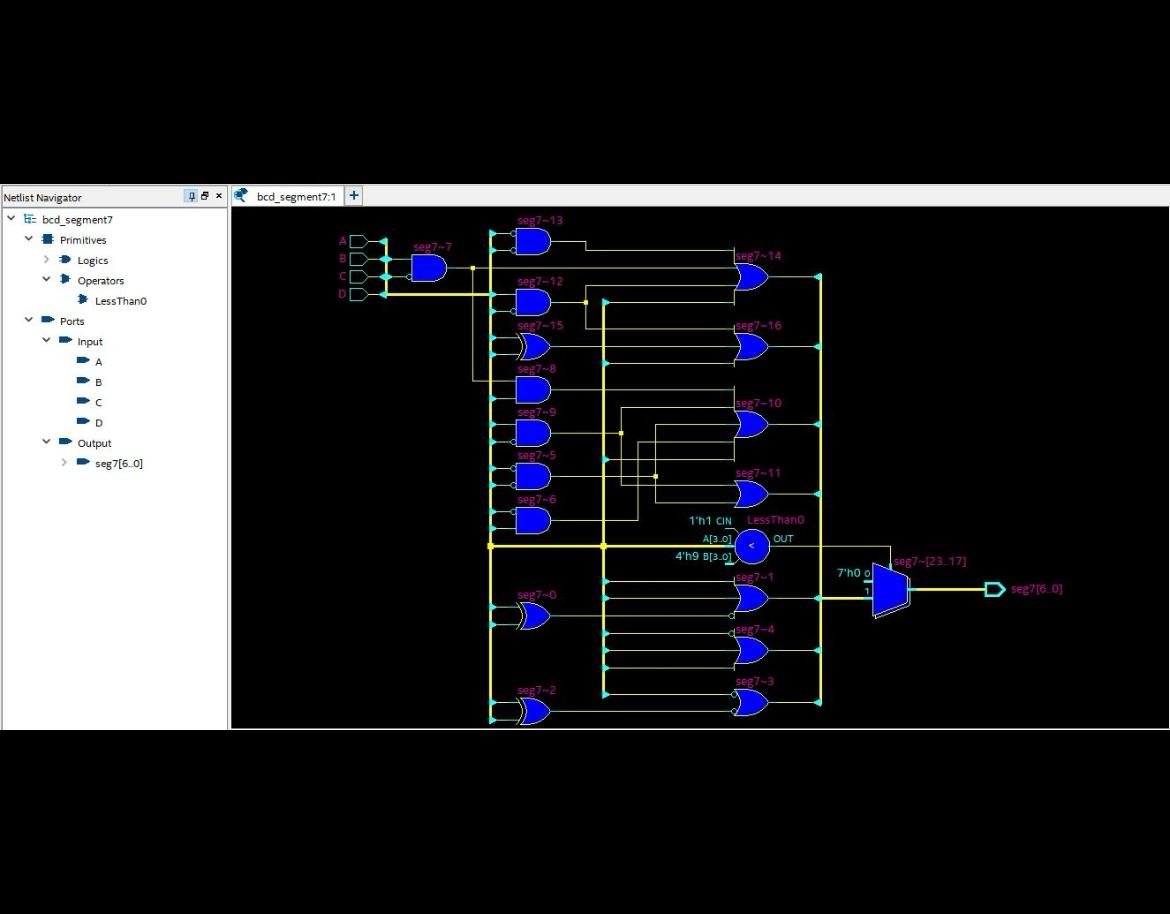 Netlist Navigator
bcd_segment7
Primitives
Logics
Operators
LessThan0
Ports
Input
A
B
C
D
Output
seg7[6..0]
bcd_segment7:1
A
B
C
D
seg7~7
seg7~13
seg7~12
seg7~15
seg7~8
seg7~9
seg7~5
seg7~6
seg7~0
seg7~2
seg7~14
seg7~16
seg7~10
seg7~11
LessThan0
1'h1 CIN
A[3..0]
4'h9 B[3..0]
<
OUT
seg7~1
seg7~4
seg7~3
seg7~[23..17]
7'h0 0
1
seg7[6..0]